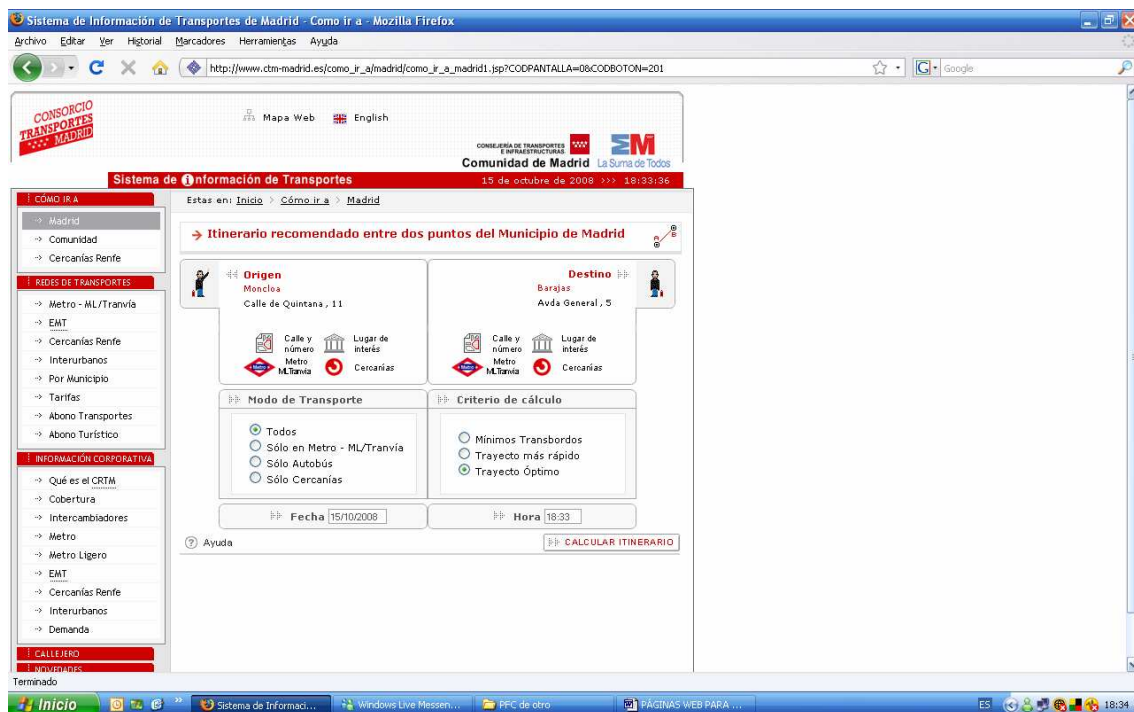 Sistema de Información de Transportes de Madrid - Como ir a - Mozilla Firefox
Archivo Editar Ver Historial Marcadores Herramientas Ayuda
http://www.ctm-madrid.es/como_ir_a/madrid/como_ir_a_madrid1.jsp?CODPANTALLA=0&CODBOTON=201
G Google
CONSORCIO
TRANSPORTES
MADRID
Mapa Web English
CONSEJERÍA DE TRANSPORTES
E INFRAESTRUCTURAS
Comunidad de Madrid
EM
La Suma de Todos
Sistema de información de Transportes
15 de octubre de 2008 >>> 18:33:36
CÓMO IR A
Madrid
Comunidad
Cercanías Renfe
REDES DE TRANSPORTES
Metro - ML/Tranvía
EMT
Cercanías Renfe
Interurbanos
Por Municipio
Tarifas
Abono Transportes
Abono Turístico
INFORMACIÓN CORPORATIVA
Qué es el CRTM
Cobertura
Intercambiadores
Metro
Metro Ligero
EMT
Cercanías Renfe
Interurbanos
Demanda
CALLEJERO
NOVEDADES
Estas en: Inicio > Cómo ir a > Madrid
Itinerario recomendado entre dos puntos del Municipio de Madrid
A B
Origen
Moncloa
Calle de Quintana , 11
Calle y número
Lugar de interés
Metro
Metro ML/Tranvía
Cercanías
Destino
Barajas
Avda General , 5
Calle y número
Lugar de interés
Metro
Metro ML/Tranvía
Cercanías
Modo de Transporte
Todos
Sólo en Metro - ML/Tranvía
Sólo Autobús
Sólo Cercanías
Criterio de cálculo
Mínimos Transbordos
Trayecto más rápido
Trayecto Óptimo
Fecha 15/10/2008
Hora 18:33
? Ayuda
CALCULAR ITINERARIO
Terminado
Inicio
Sistema de Informaci...
Windows Live Messen...
PFC de otro
PÁGINAS WEB PARA ...
ES
18:34